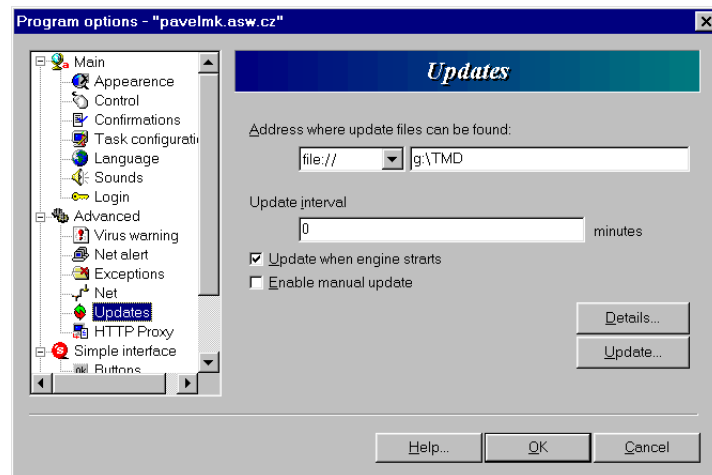 Program options - "pavelmk.asw.cz"
Main
Appearence
Control
Confirmations
Task configurati
Language
Sounds
Login
Advanced
Virus warning
Net alert
Exceptions
Net
Updates
HTTP Proxy
Simple interface
ok Buttons
Updates
Address where update files can be found:
file:// g:\TMD
Update interval
0 minutes
Update when engine strarts
Enable manual update
Details...
Update...
Help... OK Cancel